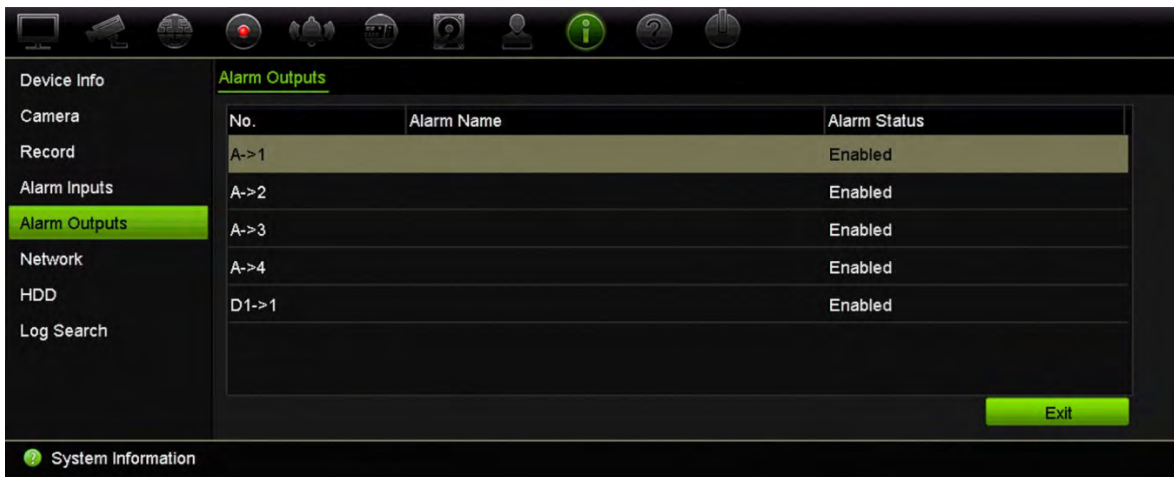 Device Info
Camera
Record
Alarm Inputs
Alarm Outputs
Network
HDD
Log Search
Alarm Outputs
No. Alarm Name Alarm Status
A->1 Enabled
A->2 Enabled
A->3 Enabled
A->4 Enabled
D1->1 Enabled
Exit
System Information